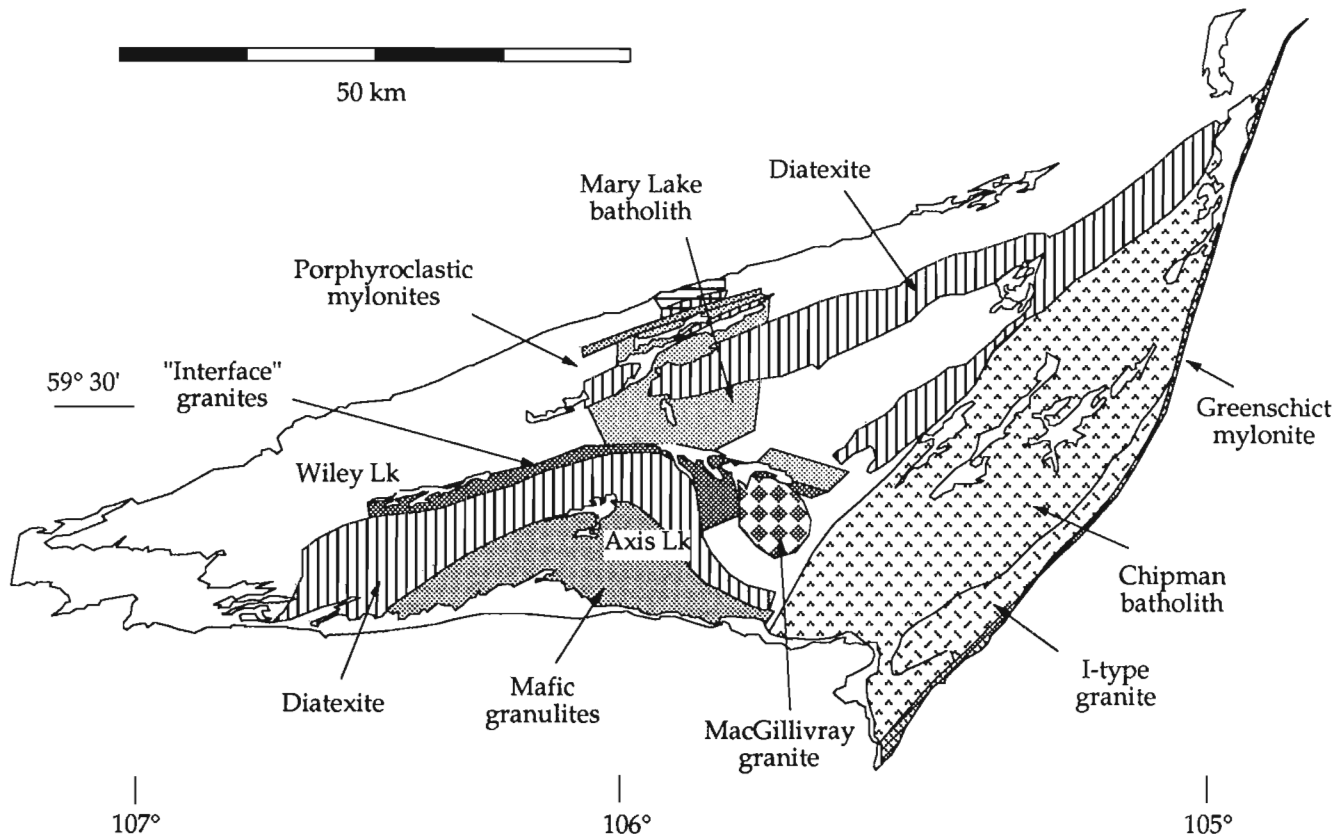 50 km
Diatexite
Mary Lake
batholith
Porphyroclastic
mylonites
"Interface"
granites
59° 30'
Greenschict
mylonite
Wiley Lk
Axis Lk
Chipman
batholith
I-type
granite
Diatexite
Mafic
granulites
MacGillivray
granite
107°
106°
105°